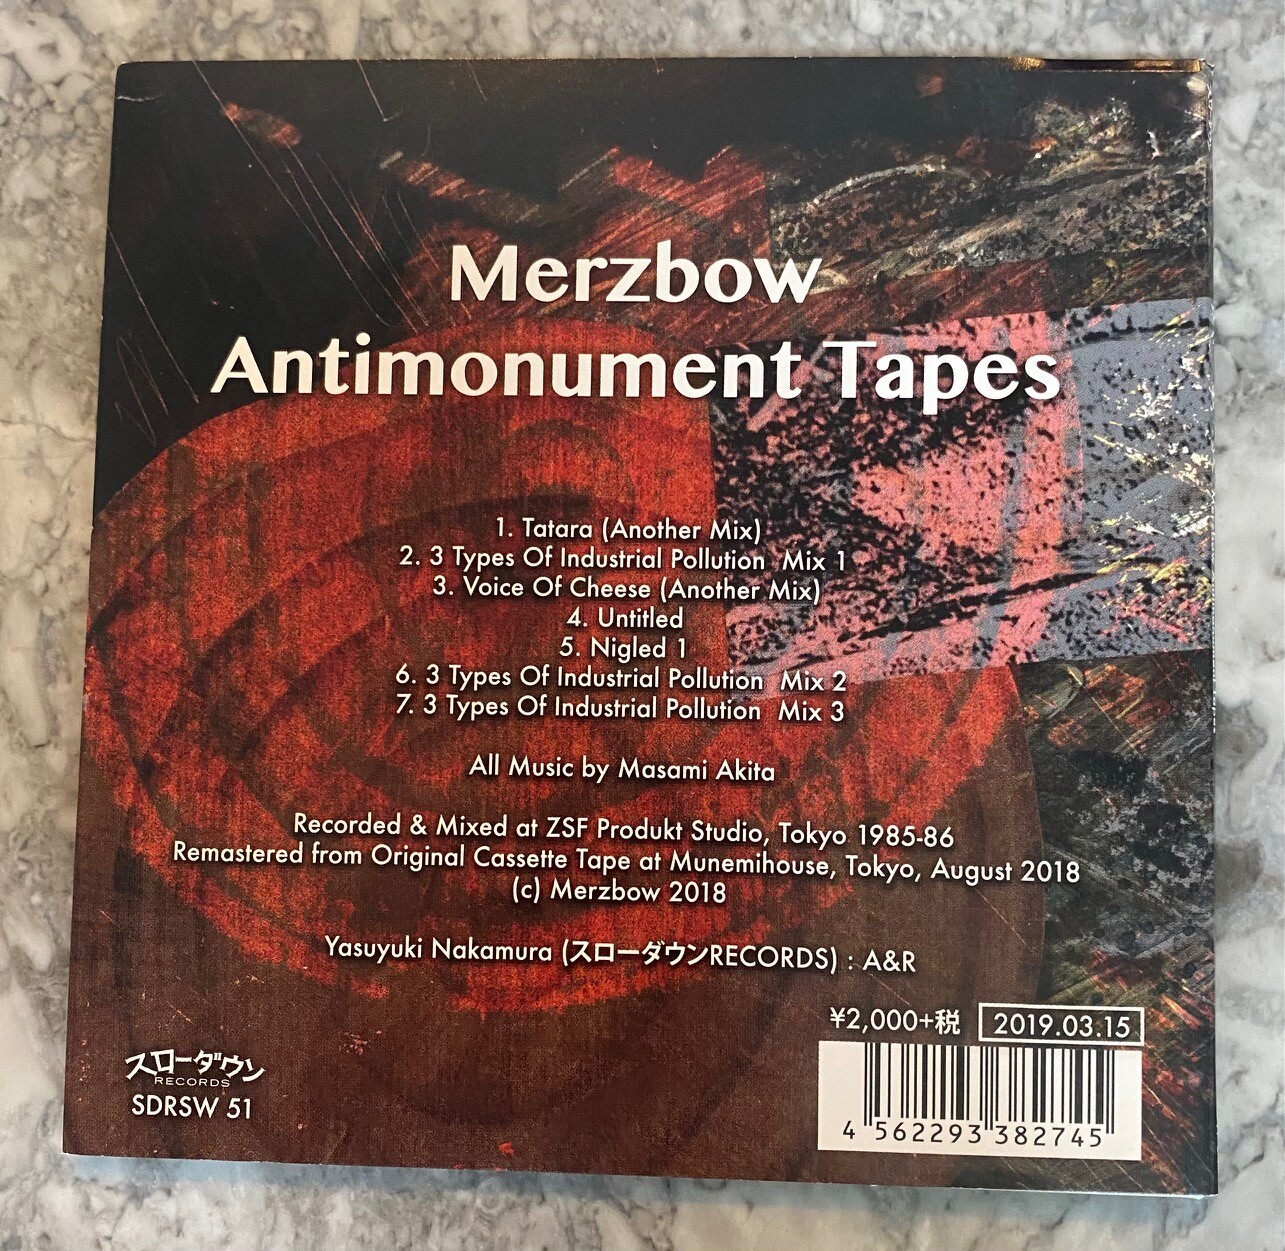 Merzbow
Antimonument Tapes
1. Tatara (Another Mix)
2. 3 Types Of Industrial Pollution Mix 1
3. Voice Of Cheese (Another Mix)
4. Untitled
5. Nigled 1
6. 3 Types Of Industrial Pollution Mix 2
7. 3 Types Of Industrial Pollution Mix 3
All Music by Masami Akita
Recorded & Mixed at ZSF Produkt Studio, Tokyo 1985-86
Remastered from Original Cassette Tape at Munemihouse, Tokyo, August 2018
(c) Merzbow 2018
Yasuyuki Nakamura (スローダウンRECORDS) : A&R
¥2,000+税 2019.03.15
スローダウン
RECORDS
SDRSW 51
4 562293 382745